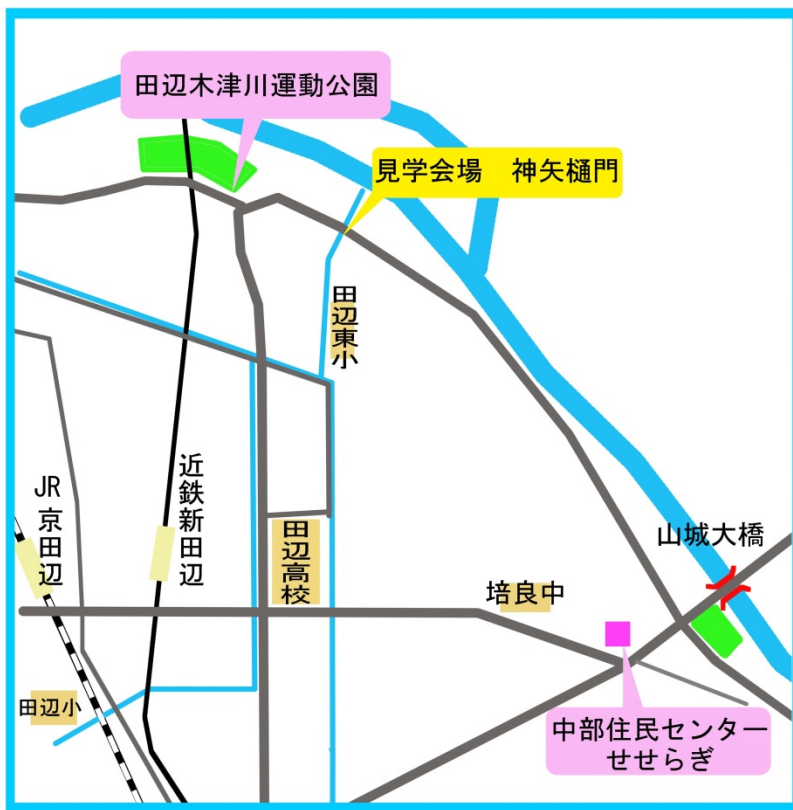 田辺木津川運動公園
見学会場　神矢樋門
田辺東小
JR京田辺
近鉄新田辺
田辺高校
山城大橋
培良中
田辺小
中部住民センター
せせらぎ